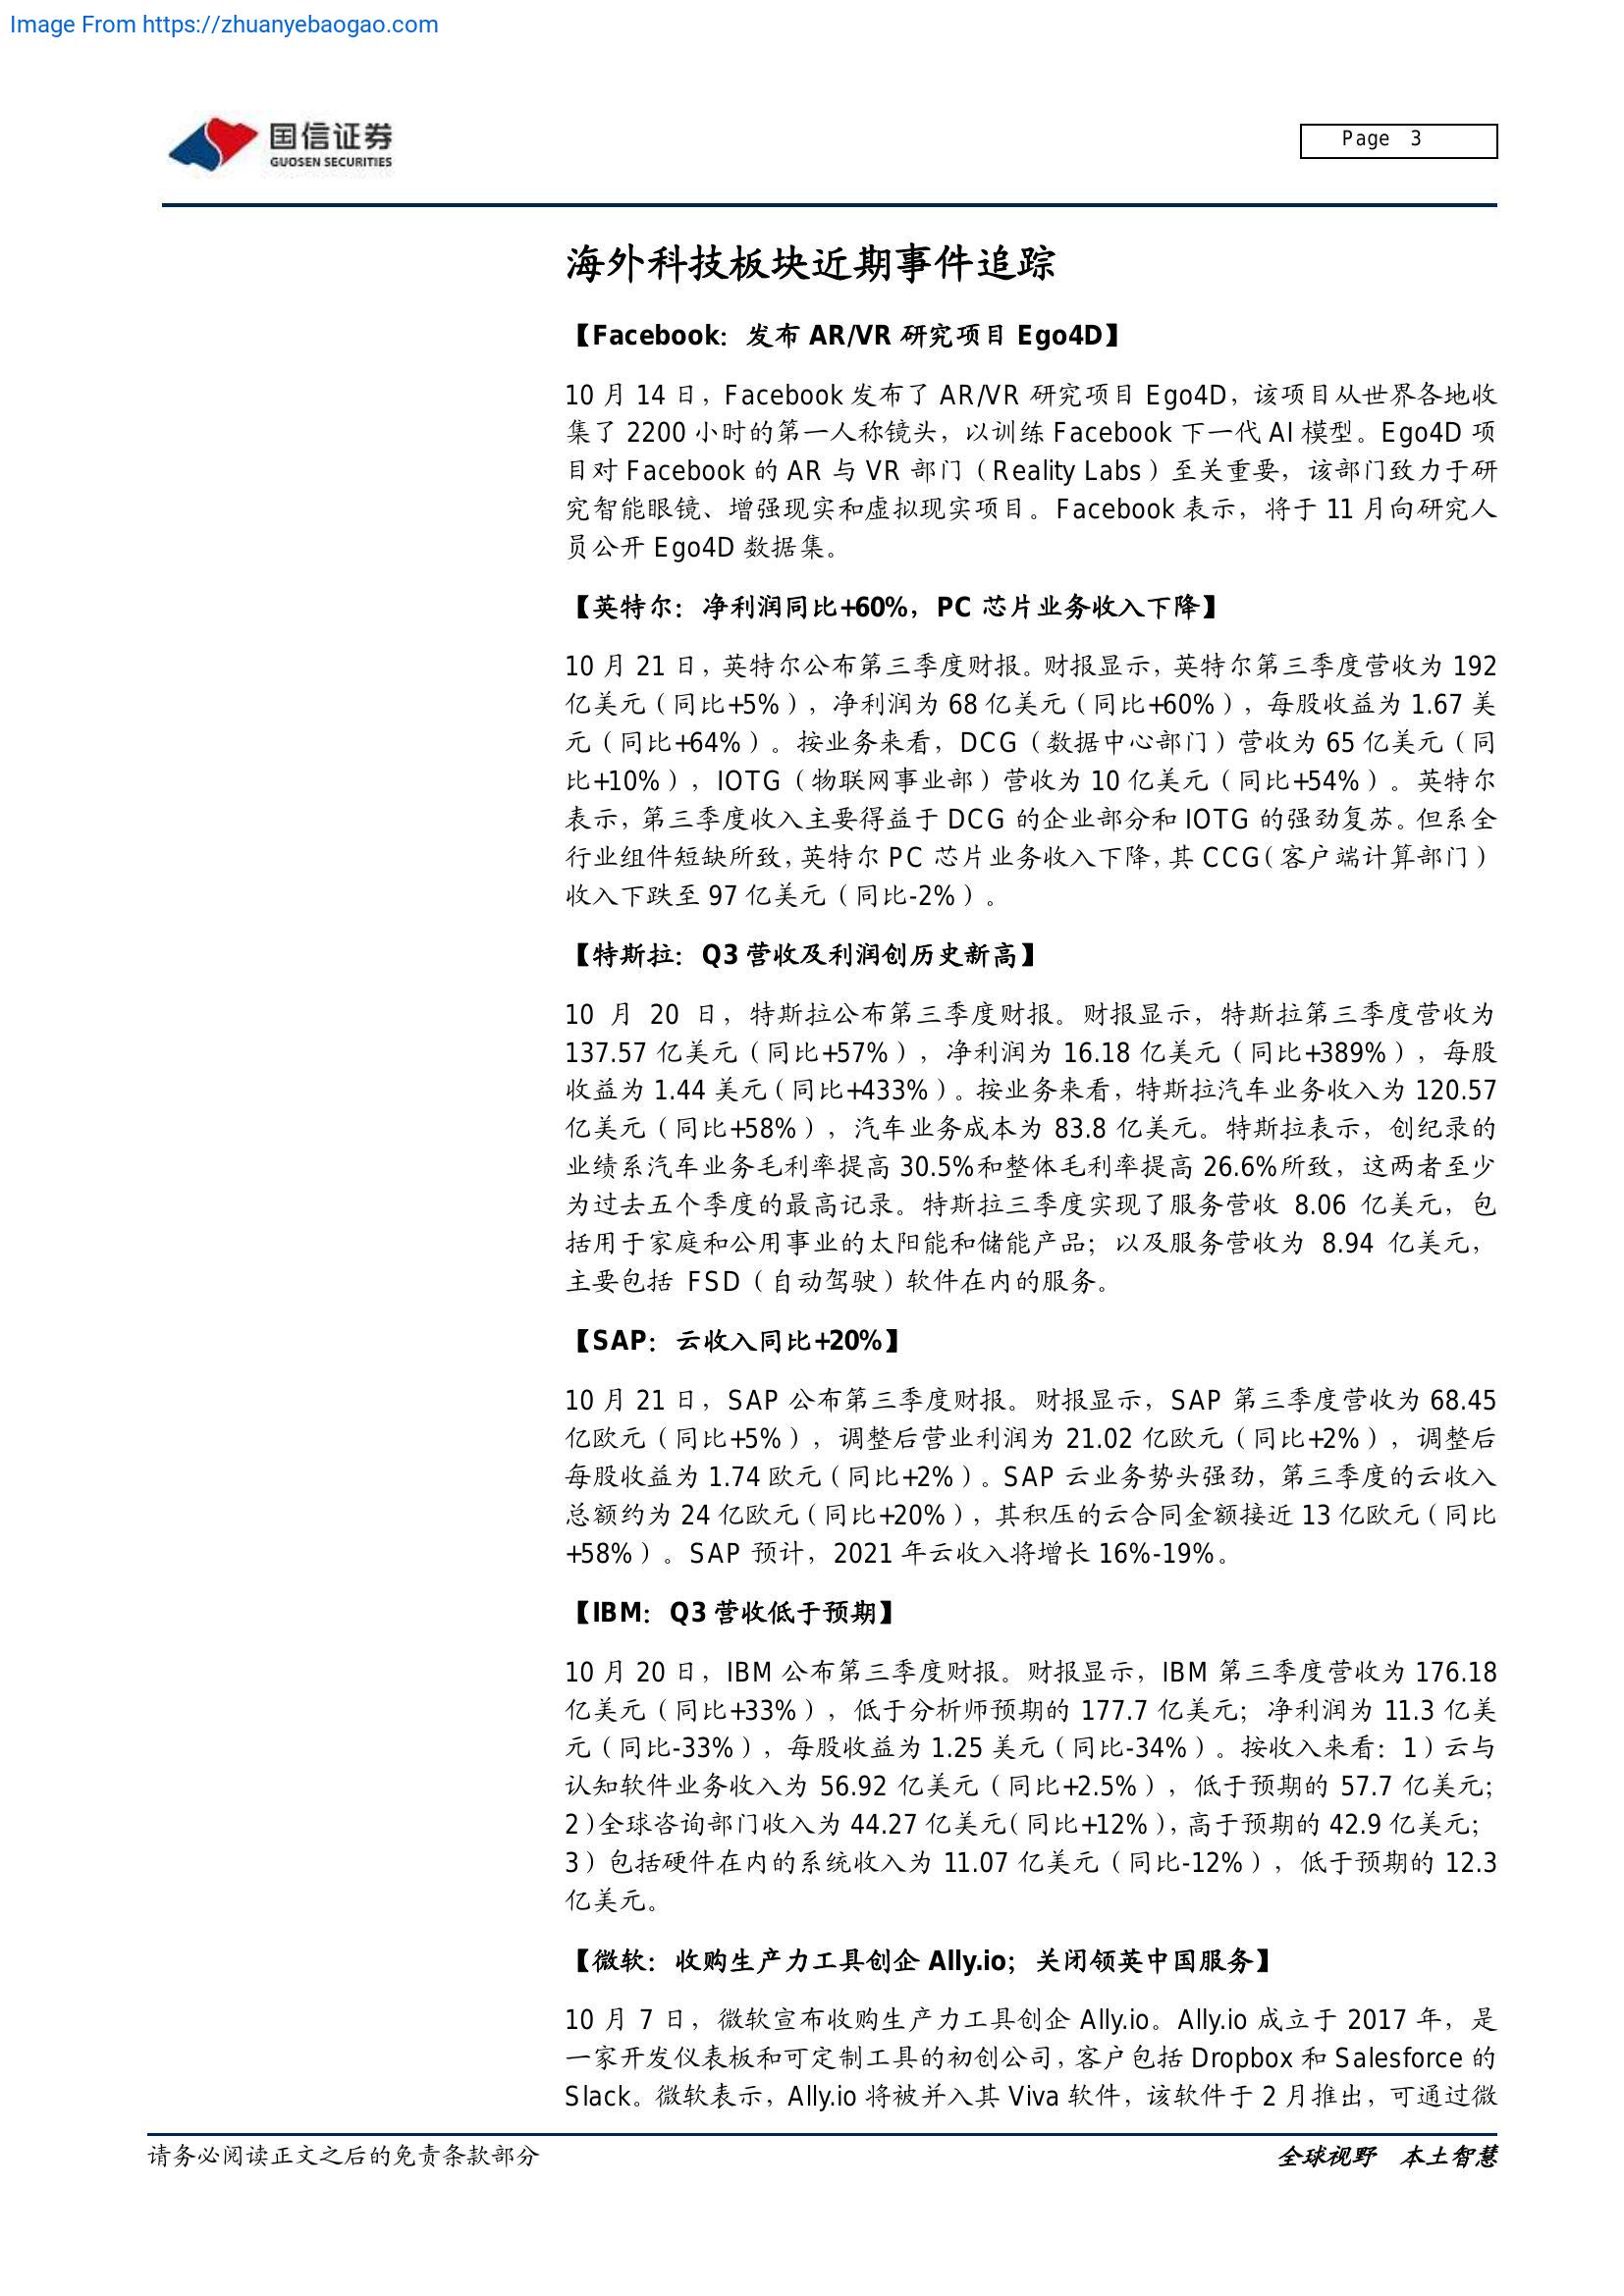 Image From https://zhuanyebaogao.com
国信证券
GUOSEN SECURITIES
Page 3
海外科技板块近期事件追踪
【Facebook：发布 AR/VR 研究项目 Ego4D】
10 月 14 日，Facebook 发布了 AR/VR 研究项目 Ego4D，该项目从世界各地收
集了 2200 小时的第一人称镜头，以训练 Facebook 下一代 AI 模型。Ego4D 项
目对 Facebook 的 AR 与 VR 部门（Reality Labs）至关重要，该部门致力于研
究智能眼镜、增强现实和虚拟现实项目。Facebook 表示，将于 11 月向研究人
员公开 Ego4D 数据集。
【英特尔：净利润同比+60%，PC 芯片业务收入下降】
10 月 21 日，英特尔公布第三季度财报。财报显示，英特尔第三季度营收为 192
亿美元（同比+5%），净利润为 68 亿美元（同比+60%），每股收益为 1.67 美
元（同比+64%）。按业务来看，DCG（数据中心部门）营收为 65 亿美元（同
比+10%），IOTG（物联网事业部）营收为 10 亿美元（同比+54%）。英特尔
表示，第三季度收入主要得益于 DCG 的企业部分和 IOTG 的强劲复苏。但系全
行业组件短缺所致，英特尔 PC 芯片业务收入下降，其 CCG（客户端计算部门）
收入下跌至 97 亿美元（同比-2%）。
【特斯拉：Q3 营收及利润创历史新高】
10 月 20 日，特斯拉公布第三季度财报。财报显示，特斯拉第三季度营收为
137.57 亿美元（同比+57%），净利润为 16.18 亿美元（同比+389%），每股
收益为 1.44 美元（同比+433%）。按业务来看，特斯拉汽车业务收入为 120.57
亿美元（同比+58%），汽车业务成本为 83.8 亿美元。特斯拉表示，创纪录的
业绩系汽车业务毛利率提高 30.5%和整体毛利率提高 26.6%所致，这两者至少
为过去五个季度的最高记录。特斯拉三季度实现了服务营收 8.06 亿美元，包
括用于家庭和公用事业的太阳能和储能产品；以及服务营收为 8.94 亿美元，
主要包括 FSD（自动驾驶）软件在内的服务。
【SAP：云收入同比+20%】
10 月 21 日，SAP 公布第三季度财报。财报显示，SAP 第三季度营收为 68.45
亿欧元（同比+5%），调整后营业利润为 21.02 亿欧元（同比+2%），调整后
每股收益为 1.74 欧元（同比+2%）。SAP 云业务势头强劲，第三季度的云收入
总额约为 24 亿欧元（同比+20%），其积压的云合同金额接近 13 亿欧元（同比
+58%）。SAP 预计，2021 年云收入将增长 16%-19%。
【IBM：Q3 营收低于预期】
10 月 20 日，IBM 公布第三季度财报。财报显示，IBM 第三季度营收为 176.18
亿美元（同比+33%），低于分析师预期的 177.7 亿美元；净利润为 11.3 亿美
元（同比-33%），每股收益为 1.25 美元（同比-34%）。按收入来看：1）云与
认知软件业务收入为 56.92 亿美元（同比+2.5%），低于预期的 57.7 亿美元；
2）全球咨询部门收入为 44.27 亿美元（同比+12%），高于预期的 42.9 亿美元；
3）包括硬件在内的系统收入为 11.07 亿美元（同比-12%），低于预期的 12.3
亿美元。
【微软：收购生产力工具创企 Ally.io；关闭领英中国服务】
10 月 7 日，微软宣布收购生产力工具创企 Ally.io。Ally.io 成立于 2017 年，是
一家开发仪表板和可定制工具的初创公司，客户包括 Dropbox 和 Salesforce 的
Slack。微软表示，Ally.io 将被并入其 Viva 软件，该软件于 2 月推出，可通过微
请务必阅读正文之后的免责条款部分
全球视野 本土智慧